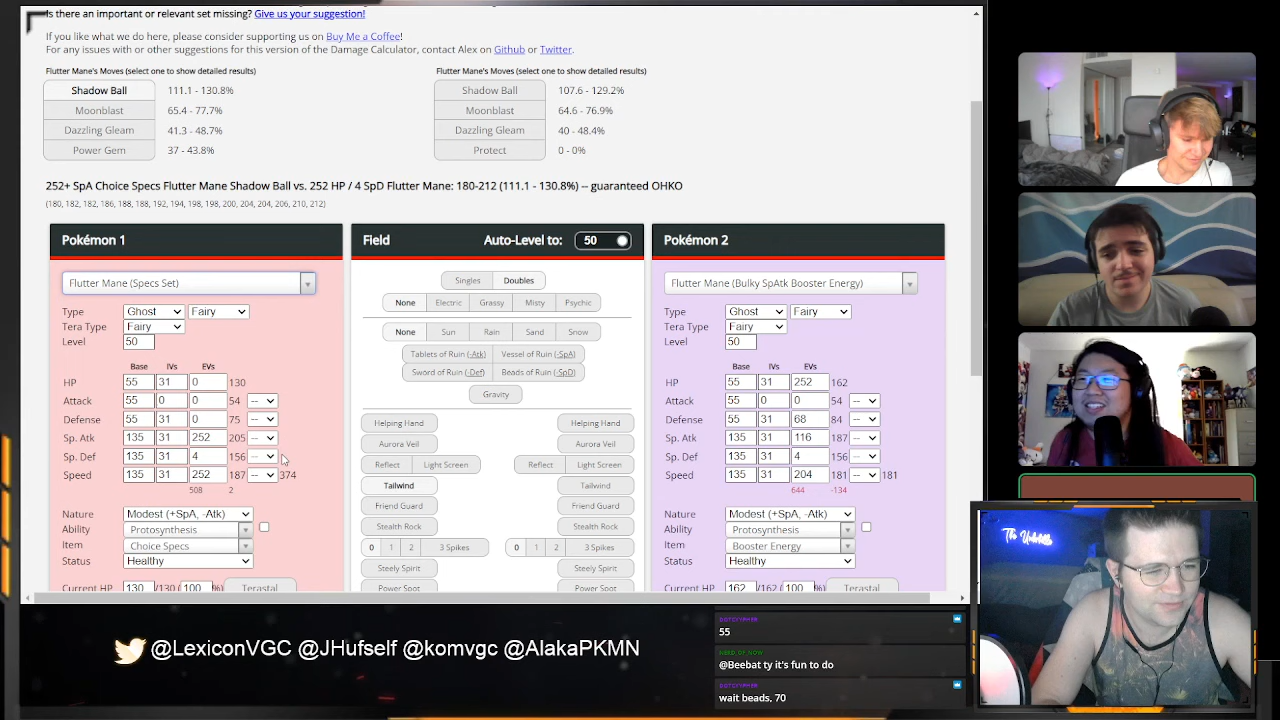 Is there an important or relevant set missing? Give us your suggestion!
If you like what we do here, please consider supporting us on Buy Me a Coffee!
For any issues with or other suggestions for this version of the Damage Calculator, contact Alex on Github or Twitter.
Flutter Mane's Moves (select one to show detailed results)
Shadow Ball 111.1 - 130.8%
Moonblast 65.4 - 77.7%
Dazzling Gleam 41.3 - 48.7%
Power Gem 37 - 43.8%
Flutter Mane's Moves (select one to show detailed results)
Shadow Ball 107.6 - 129.2%
Moonblast 64.6 - 76.9%
Dazzling Gleam 40 - 48.4%
Protect 0 - 0%
252+ SpA Choice Specs Flutter Mane Shadow Ball vs. 252 HP / 4 SpD Flutter Mane: 180-212 (111.1 - 130.8%) -- guaranteed OHKO
(180, 182, 182, 186, 188, 188, 192, 194, 198, 198, 200, 204, 204, 206, 210, 212)
Pokémon 1
Flutter Mane (Specs Set)
Type Ghost Fairy
Tera Type Fairy
Level 50
Base IVs EVs
HP 55 31 0 130
Attack 55 0 0 54 --
Defense 55 31 0 75 --
Sp. Atk 135 31 252 205 --
Sp. Def 135 31 4 156 --
Speed 135 31 252 187 -- 374
508 2
Nature Modest (+SpA, -Atk)
Ability Protosynthesis
Item Choice Specs
Status Healthy
Current HP 130 /130 ( 100 % ) Terastal
Field Auto-Level to: 50
Singles Doubles
None Electric Grassy Misty Psychic
None Sun Rain Sand Snow
Tablets of Ruin (-Atk) Vessel of Ruin (-SpA)
Sword of Ruin (-Def) Beads of Ruin (-SpD)
Gravity
Helping Hand Helping Hand
Aurora Veil Aurora Veil
Reflect Light Screen Reflect Light Screen
Tailwind Tailwind
Friend Guard Friend Guard
Stealth Rock Stealth Rock
0 1 2 3 Spikes 0 1 2 3 Spikes
Steely Spirit Steely Spirit
Power Spot Power Spot
Pokémon 2
Flutter Mane (Bulky SpAtk Booster Energy)
Type Ghost Fairy
Tera Type Fairy
Level 50
Base IVs EVs
HP 55 31 252 162
Attack 55 0 0 54 --
Defense 55 31 68 84 --
Sp. Atk 135 31 116 187 --
Sp. Def 135 31 4 156 --
Speed 135 31 204 181 -- 181
644 -134
Nature Modest (+SpA, -Atk)
Ability Protosynthesis
Item Booster Energy
Status Healthy
Current HP 162 /162 ( 100 % ) Terastal
@LexiconVGC @JHufself @komvgc @AlakaPKMN
55
@Beebat ty it's fun to do
wait beads, 70